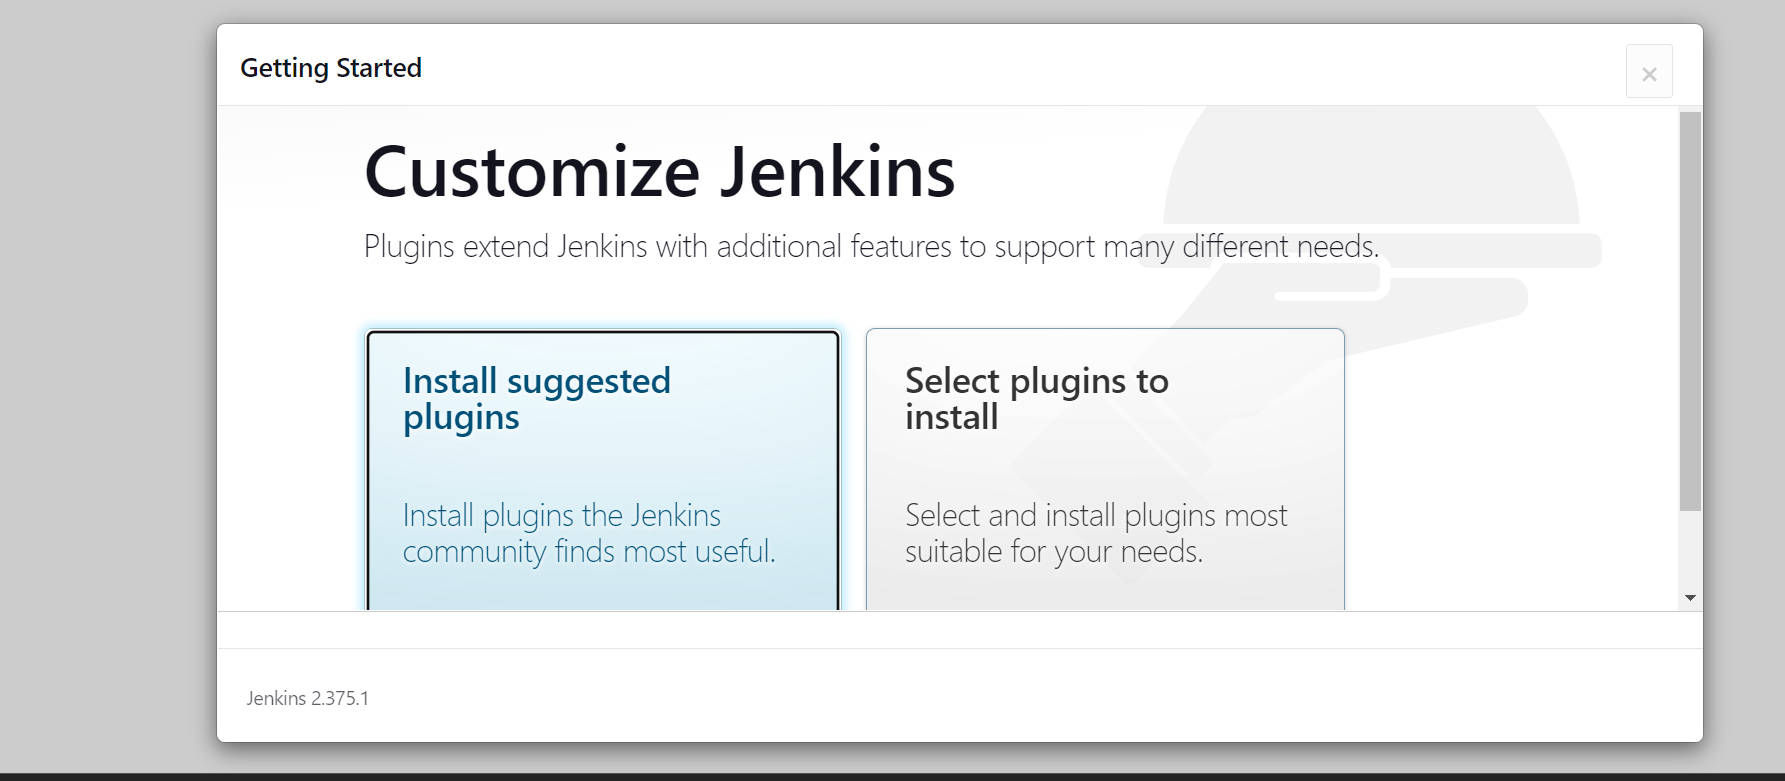 Getting Started
×
Customize Jenkins
Plugins extend Jenkins with additional features to support many different needs.
Install suggested
plugins
Install plugins the Jenkins
community finds most useful.
Select plugins to
install
Select and install plugins most
suitable for your needs.
Jenkins 2.375.1